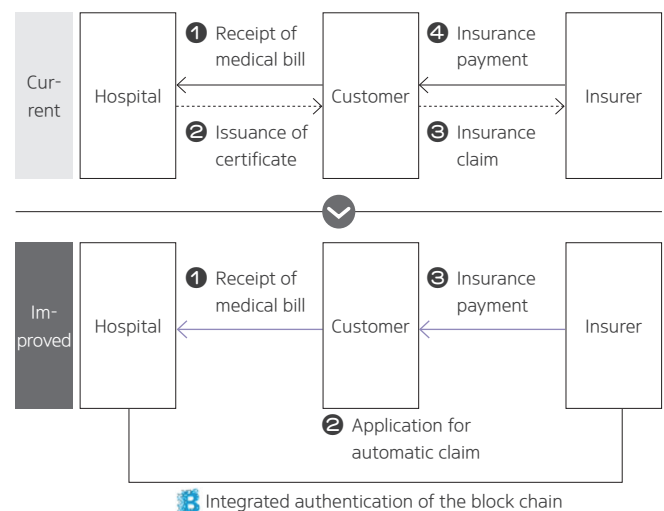 Cur-
rent
Hospital
❶ Receipt of
medical bill
❷ Issuance of
certificate
Customer
❹ Insurance
payment
❸ Insurance
claim
Insurer
Im-
proved
Hospital
❶ Receipt of
medical bill
Customer
❸ Insurance
payment
Insurer
❷ Application for
automatic claim
Integrated authentication of the block chain